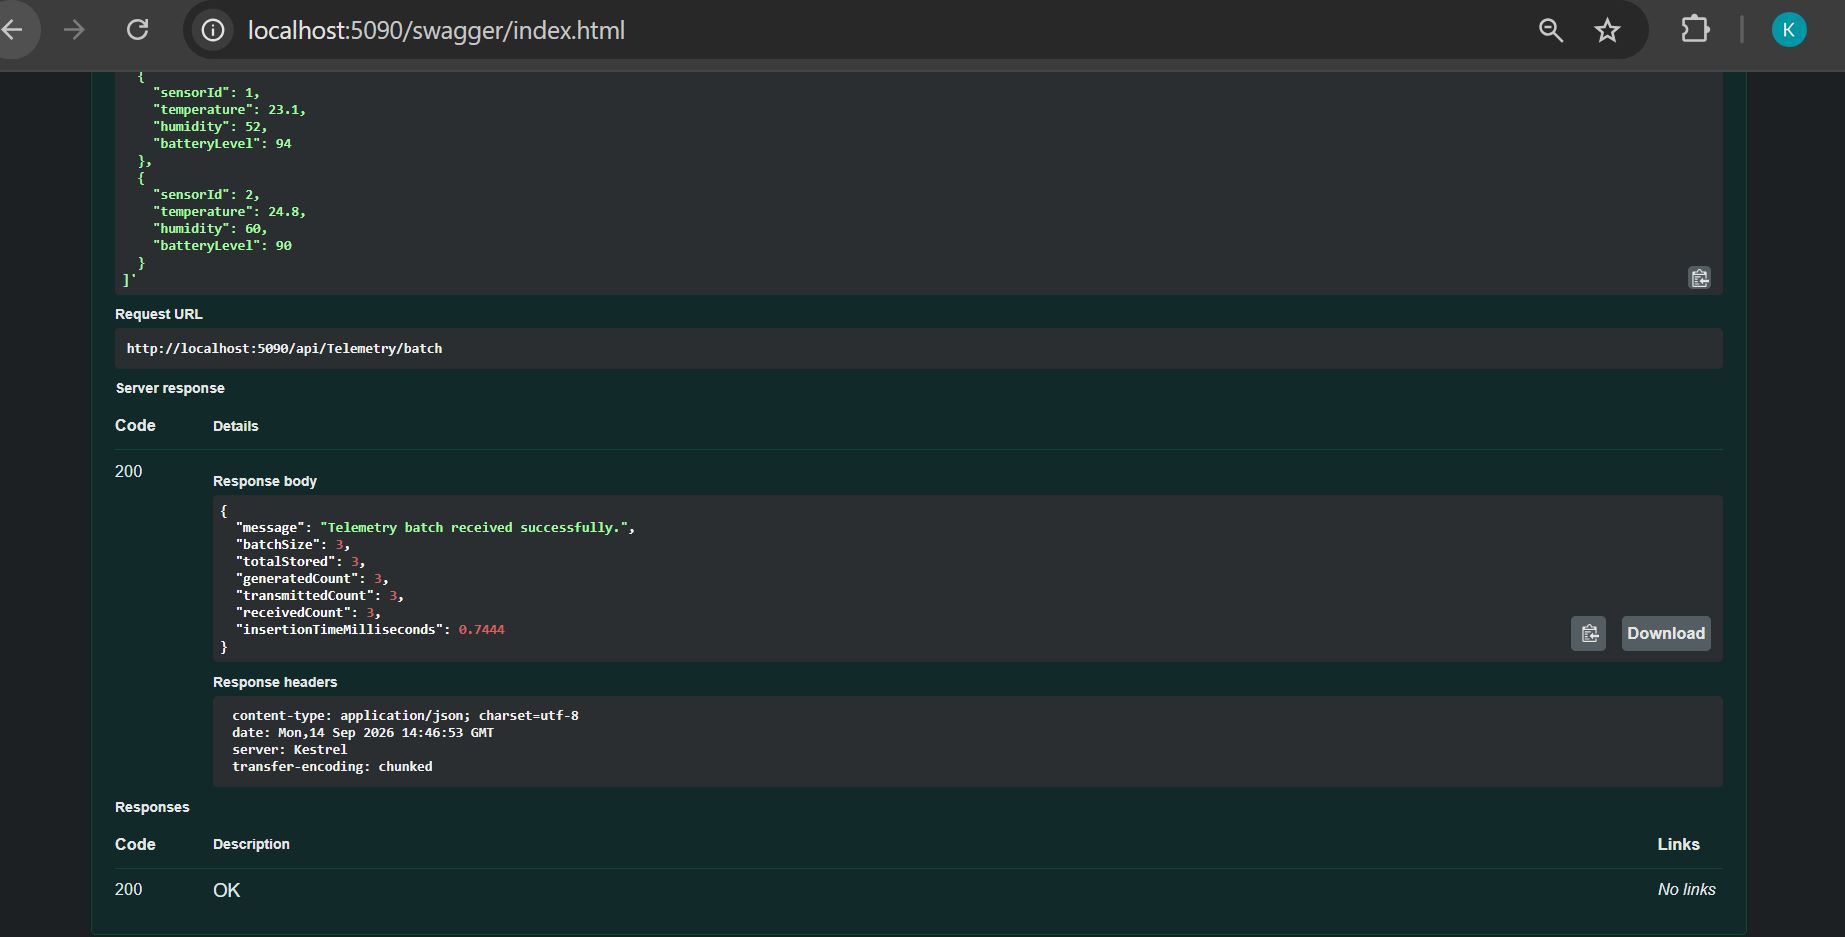 localhost:5090/swagger/index.html
K
{
"sensorId": 1,
"temperature": 23.1,
"humidity": 52,
"batteryLevel": 94
},
{
"sensorId": 2,
"temperature": 24.8,
"humidity": 60,
"batteryLevel": 90
}
]'
Request URL
http://localhost:5090/api/Telemetry/batch
Server response
Code Details
200
Response body
{
"message": "Telemetry batch received successfully.",
"batchSize": 3,
"totalStored": 3,
"generatedCount": 3,
"transmittedCount": 3,
"receivedCount": 3,
"insertionTimeMilliseconds": 0.7444
}
Download
Response headers
content-type: application/json; charset=utf-8
date: Mon,14 Sep 2026 14:46:53 GMT
server: Kestrel
transfer-encoding: chunked
Responses
Code Description Links
200 OK No links